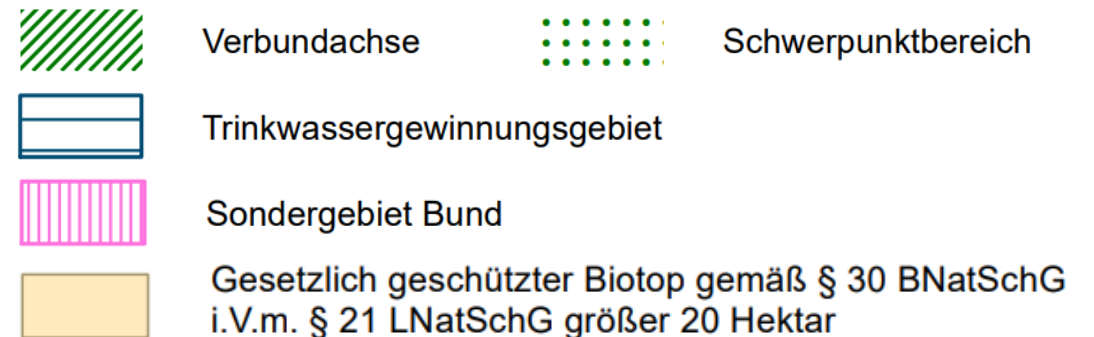 Verbundachse Schwerpunktbereich
Trinkwassergewinnungsgebiet
Sondergebiet Bund
Gesetzlich geschützter Biotop gemäß § 30 BNatSchG
i.V.m. § 21 LNatSchG größer 20 Hektar